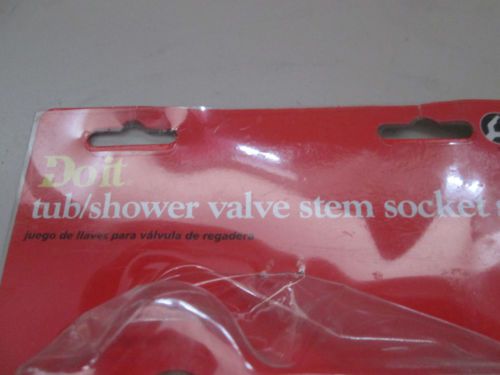 Do it
tub/shower valve stem socket
juego de llaves para válvula de regadera